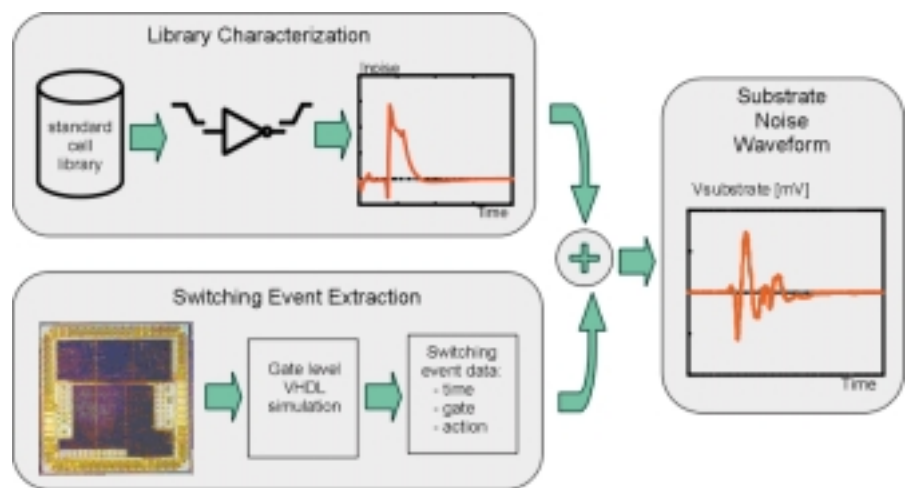 Library Characterization
standard
cell
library
Inoise
Time
Switching Event Extraction
Gate level
VHDL
simulation
Switching
event data:
- time
- gate
- action
Substrate
Noise
Waveform
Vsubstrate [mV]
Time